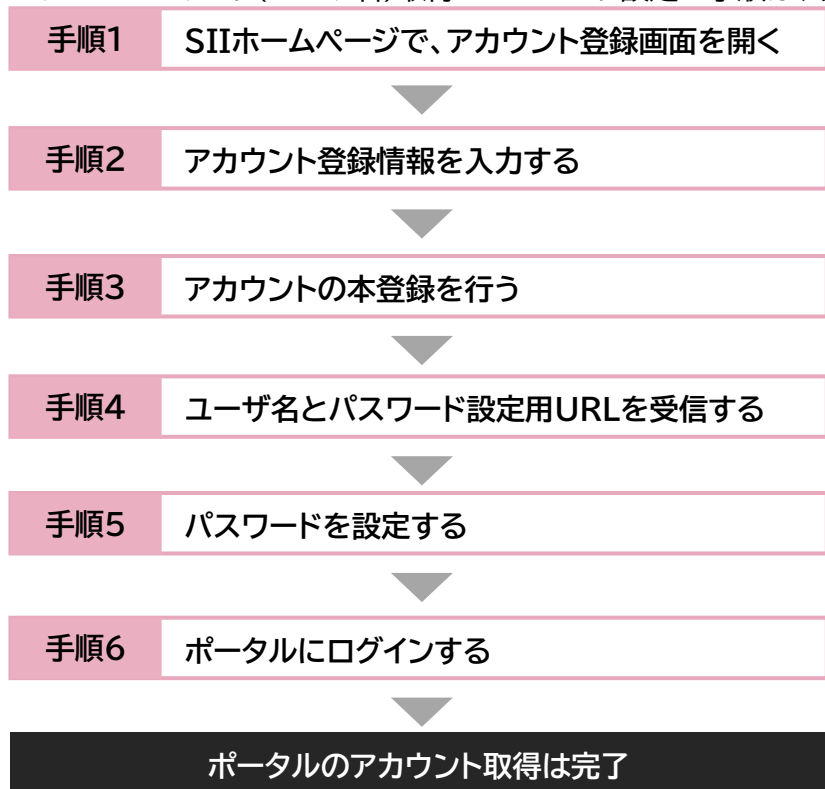 手順1 SIIホームページで、アカウント登録画面を開く
手順2 アカウント登録情報を入力する
手順3 アカウントの本登録を行う
手順4 ユーザ名とパスワード設定用URLを受信する
手順5 パスワードを設定する
手順6 ポータルにログインする
ポータルのアカウント取得は完了